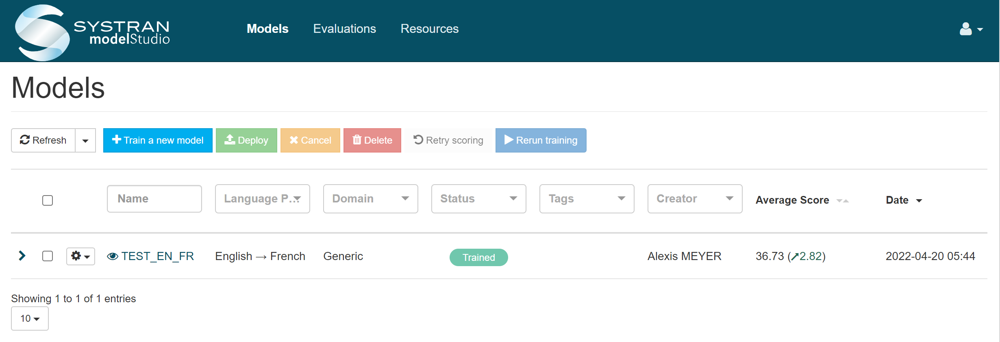 SYSTRAN
modelStudio
Models
Evaluations
Resources
Models
Refresh
Train a new model
Deploy
Cancel
Delete
Retry scoring
Rerun training
Name
Language P...
Domain
Status
Tags
Creator
Average Score
Date
TEST_EN_FR
English → French
Generic
Trained
Alexis MEYER
36.73 (↗2.82)
2022-04-20 05:44
Showing 1 to 1 of 1 entries
10